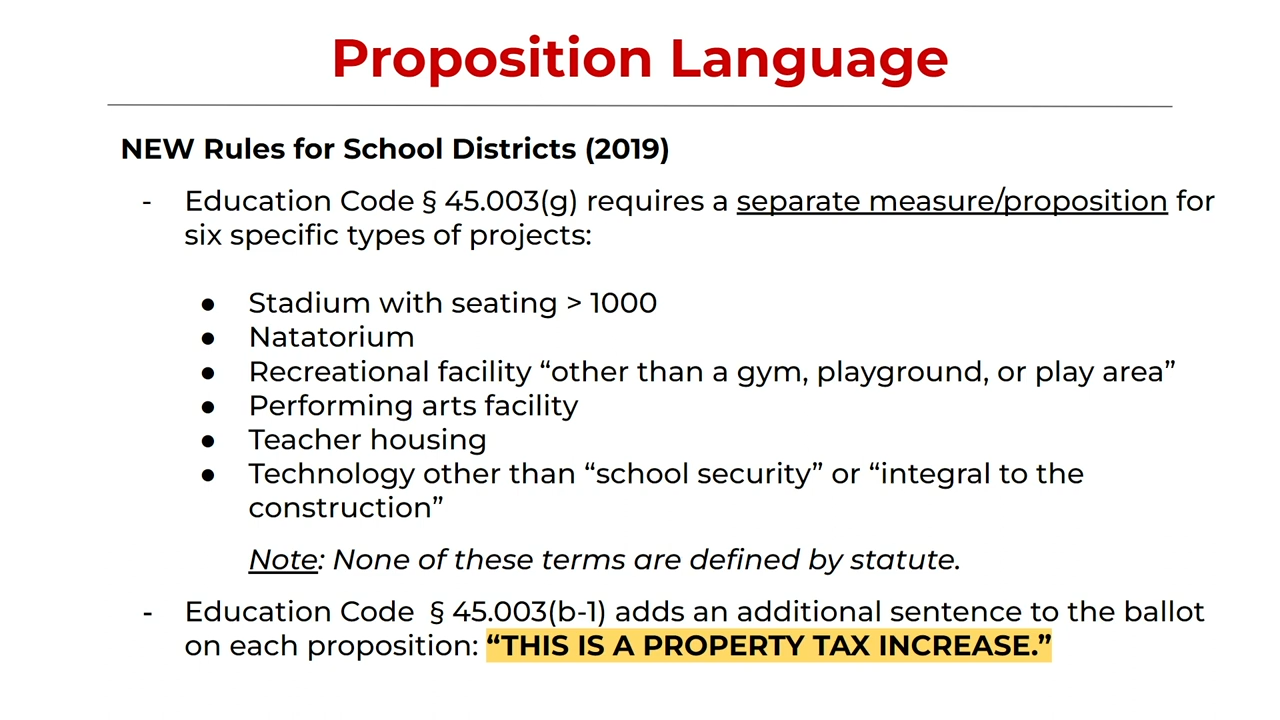 Proposition Language
NEW Rules for School Districts (2019)
- Education Code § 45.003(g) requires a separate measure/proposition for
six specific types of projects:
● Stadium with seating > 1000
● Natatorium
● Recreational facility “other than a gym, playground, or play area”
● Performing arts facility
● Teacher housing
● Technology other than “school security” or “integral to the
construction”
Note: None of these terms are defined by statute.
- Education Code § 45.003(b-1) adds an additional sentence to the ballot
on each proposition: “THIS IS A PROPERTY TAX INCREASE.”